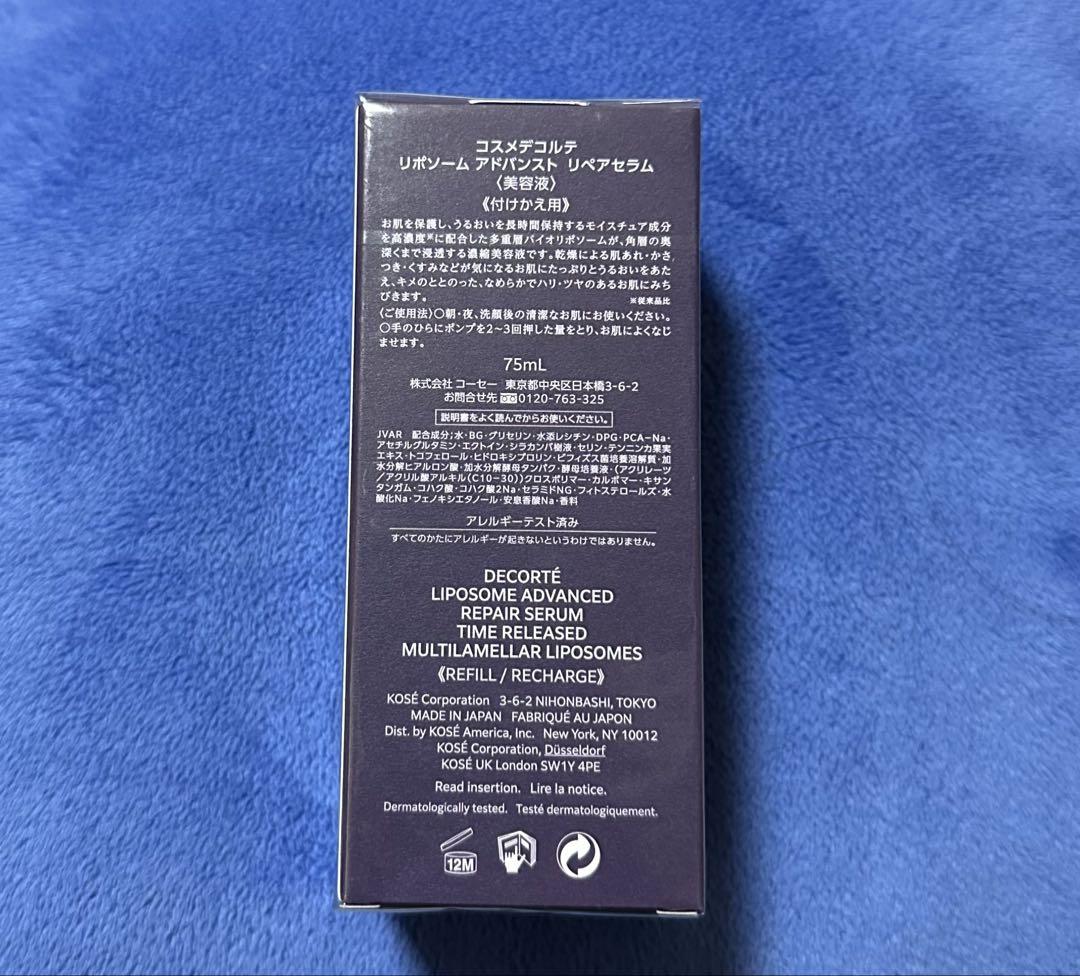 コスメデコルテ
リポソーム アドバンスト リペアセラム
〈美容液〉
《付けかえ用》
お肌を保護し、うるおいを長時間保持するモイスチュア成分
を高濃度※に配合した多重層バイオリポソームが、角層の奥
深くまで浸透する濃縮美容液です。乾燥による肌あれ・かさ
つき・くすみなどが気になるお肌にたっぷりとうるおいをあた
え、キメのととのった、なめらかでハリ・ツヤのあるお肌にみち
びきます。 ※従来品比
〈ご使用法〉○朝・夜、洗顔後の清潔なお肌にお使いください。
○手のひらにポンプを2~3回押した量をとり、お肌によくなじ
ませます。
75mL
株式会社 コーセー 東京都中央区日本橋3-6-2
お問合せ先 0120-763-325
説明書をよく読んでからお使いください。
JVAR 配合成分;水・BG・グリセリン・水添レシチン・DPG・PCA-Na・
アセチルグルタミン・エクトイン・シラカンバ樹液・セリン・テンニンカ果実
エキス・トコフェロール・ヒドロキシプロリン・ビフィズス菌培養溶解質・加
水分解ヒアルロン酸・加水分解酵母タンパク・酵母培養液・(アクリレーツ
/アクリル酸アルキル(C10-30))クロスポリマー・カルボマー・キサン
タンガム・コハク酸・コハク酸2Na・セラミドNG・フィトステロールズ・水
酸化Na・フェノキシエタノール・安息香酸Na・香料
アレルギーテスト済み
すべてのかたにアレルギーが起きないというわけではありません。
DECORTÉ
LIPOSOME ADVANCED
REPAIR SERUM
TIME RELEASED
MULTILAMELLAR LIPOSOMES
《REFILL / RECHARGE》
KOSÉ Corporation 3-6-2 NIHONBASHI, TOKYO
MADE IN JAPAN FABRIQUÉ AU JAPON
Dist. by KOSÉ America, Inc. New York, NY 10012
KOSÉ Corporation, Düsseldorf
KOSÉ UK London SW1Y 4PE
Read insertion. Lire la notice.
Dermatologically tested. Testé dermatologiquement.
12M